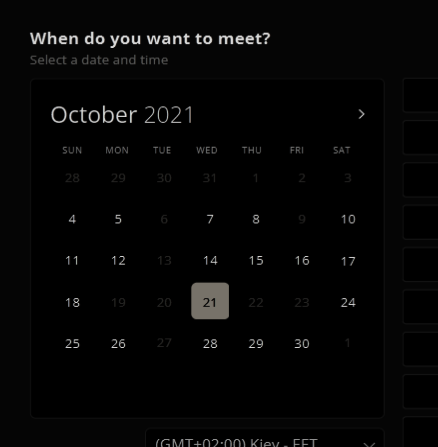 When do you want to meet?
Select a date and time
October 2021
SUN MON TUE WED THU FRI SAT
28 29 30 31 1 2 3
4 5 6 7 8 9 10
11 12 13 14 15 16 17
18 19 20 21 22 23 24
25 26 27 28 29 30 1
(GMT+02:00) Kiev - EET